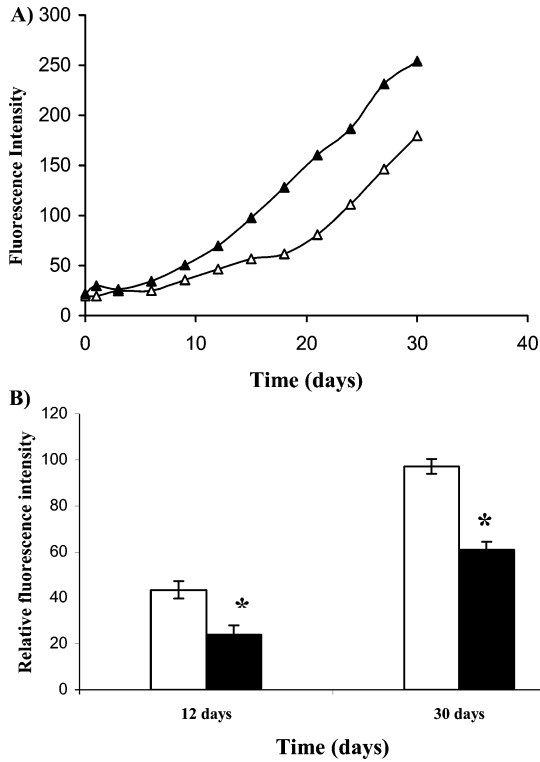 A)
300
250
200
150
100
50
0
Fluorescence Intensity
0 10 20 30 40
Time (days)
B)
120
100
80
60
40
20
0
Relative fluorescence intensity
*
*
12 days 30 days
Time (days)